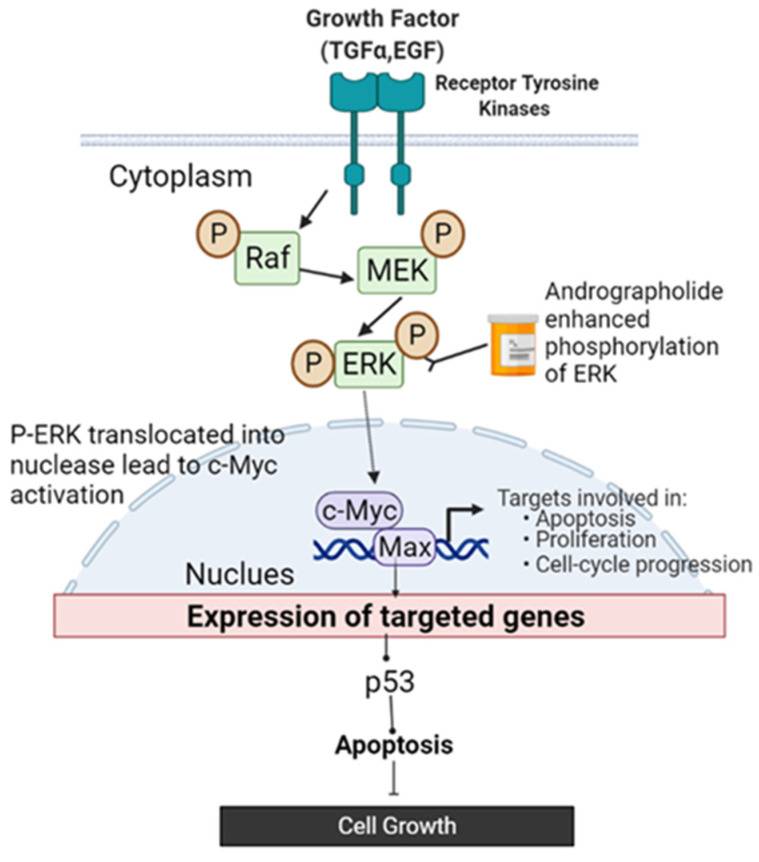 Growth Factor
(TGFα,EGF)
Receptor Tyrosine
Kinases
Cytoplasm
P
Raf
MEK
P
P
ERK
P
Andrographolide
enhanced
phosphorylation
of ERK
P-ERK translocated into
nuclease lead to c-Myc
activation
c-Myc
Max
Targets involved in:
• Apoptosis
• Proliferation
• Cell-cycle progression
Nuclues
Expression of targeted genes
p53
Apoptosis
Cell Growth